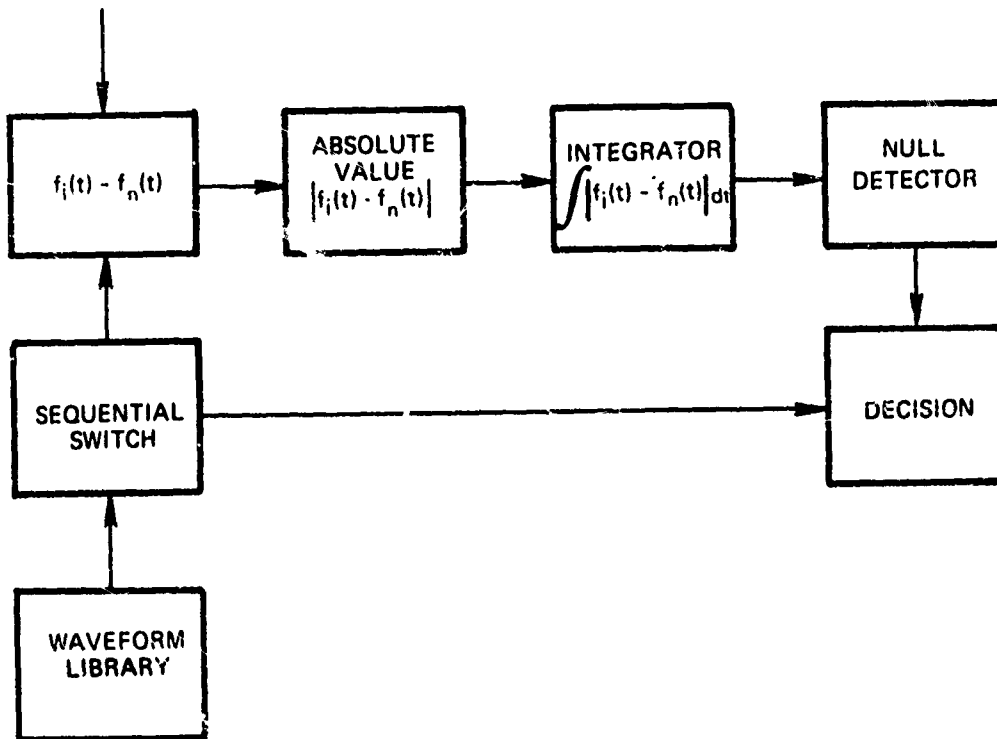 f_i(t) - f_n(t)
ABSOLUTE
VALUE
|f_i(t) - f_n(t)|
INTEGRATOR
∫|f_i(t) - f_n(t)|dt
NULL
DETECTOR
SEQUENTIAL
SWITCH
DECISION
WAVEFORM
LIBRARY